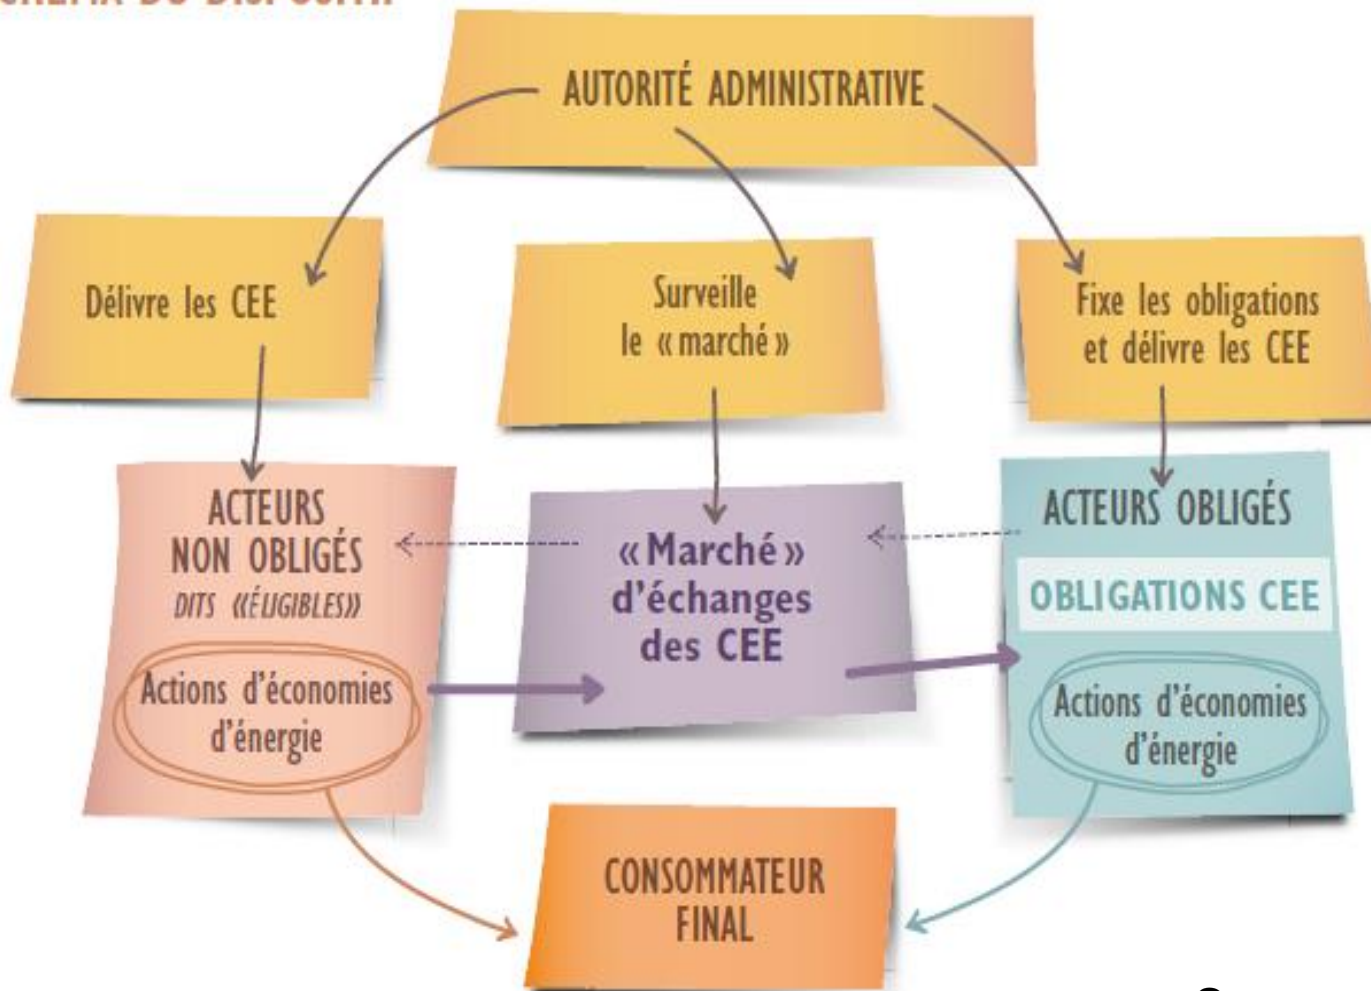 AUTORITÉ ADMINISTRATIVE
Délivre les CEE
Surveille
le « marché »
Fixe les obligations
et délivre les CEE
ACTEURS
NON OBLIGÉS
DITS «ÉLIGIBLES»
Actions d'économies
d'énergie
« Marché »
d'échanges
des CEE
ACTEURS OBLIGÉS
OBLIGATIONS CEE
Actions d'économies
d'énergie
CONSOMMATEUR
FINAL